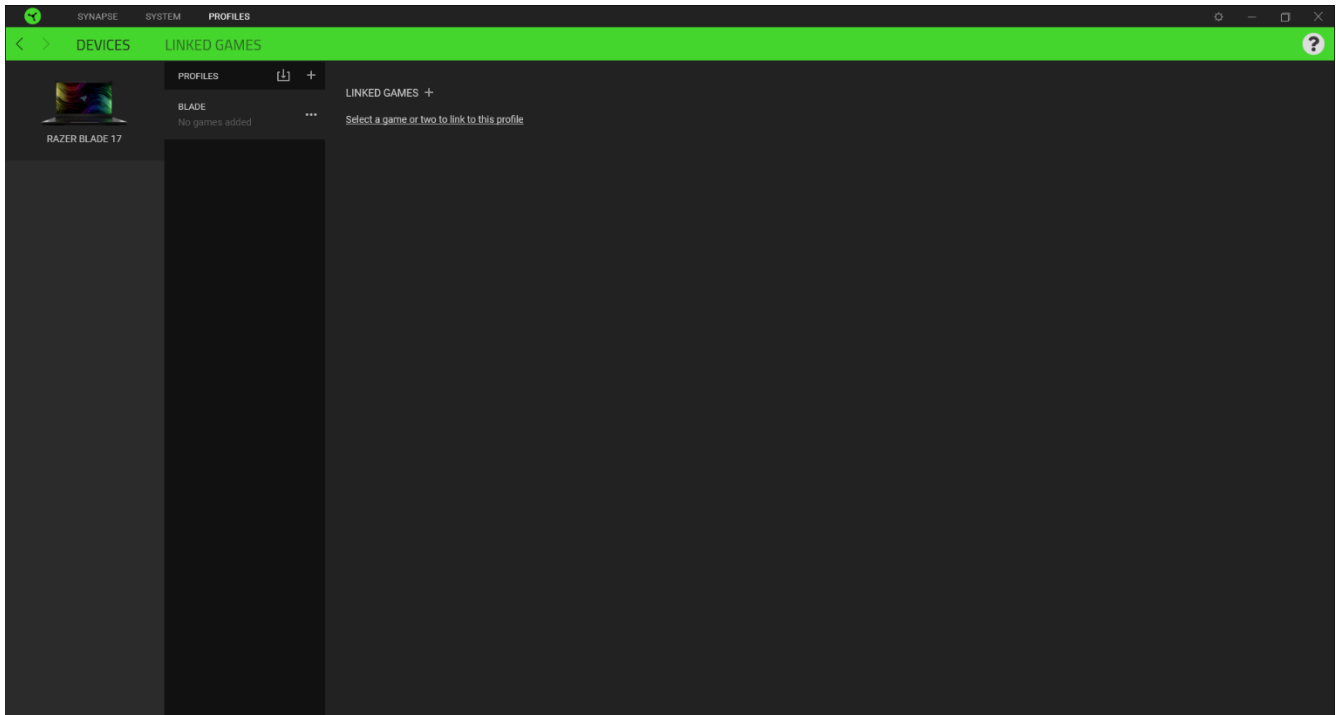 SYNAPSE SYSTEM PROFILES
DEVICES LINKED GAMES
?
RAZER BLADE 17
PROFILES
BLADE
No games added
LINKED GAMES
Select a game or two to link to this profile